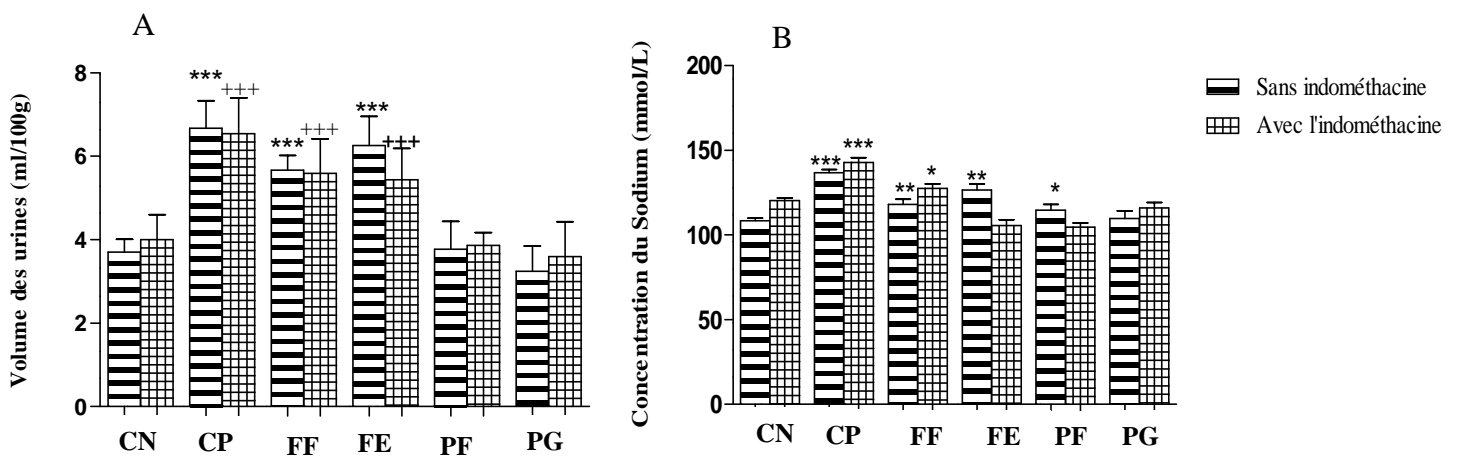 A
Volume des urines (ml/100g)
8
6
4
2
0
*** +++
*** +++
*** +++
CN CP FF FE PF PG
B
Concentration du Sodium (mmol/L)
200
150
100
50
0
*** ***
** *
**
*
CN CP FF FE PF PG
Sans indométhacine
Avec l'indométhacine